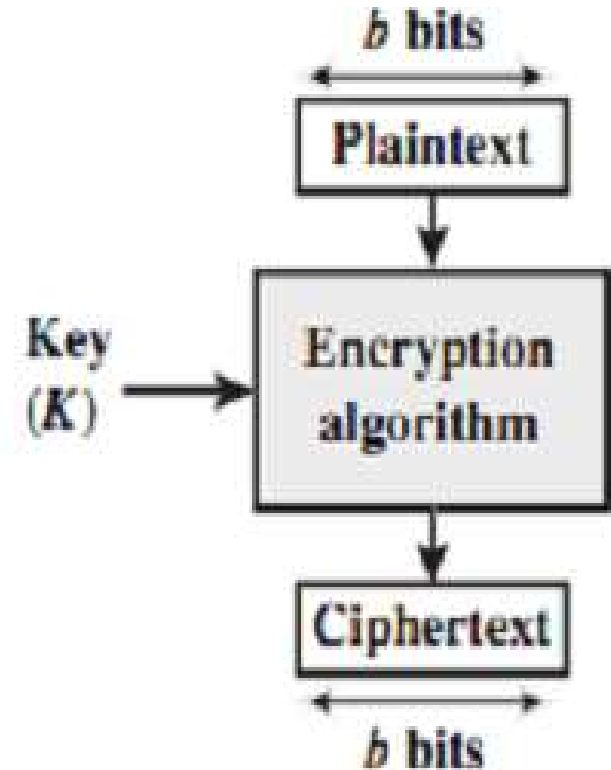 b bits
Plaintext
Key
(K)
Encryption
algorithm
Ciphertext
b bits